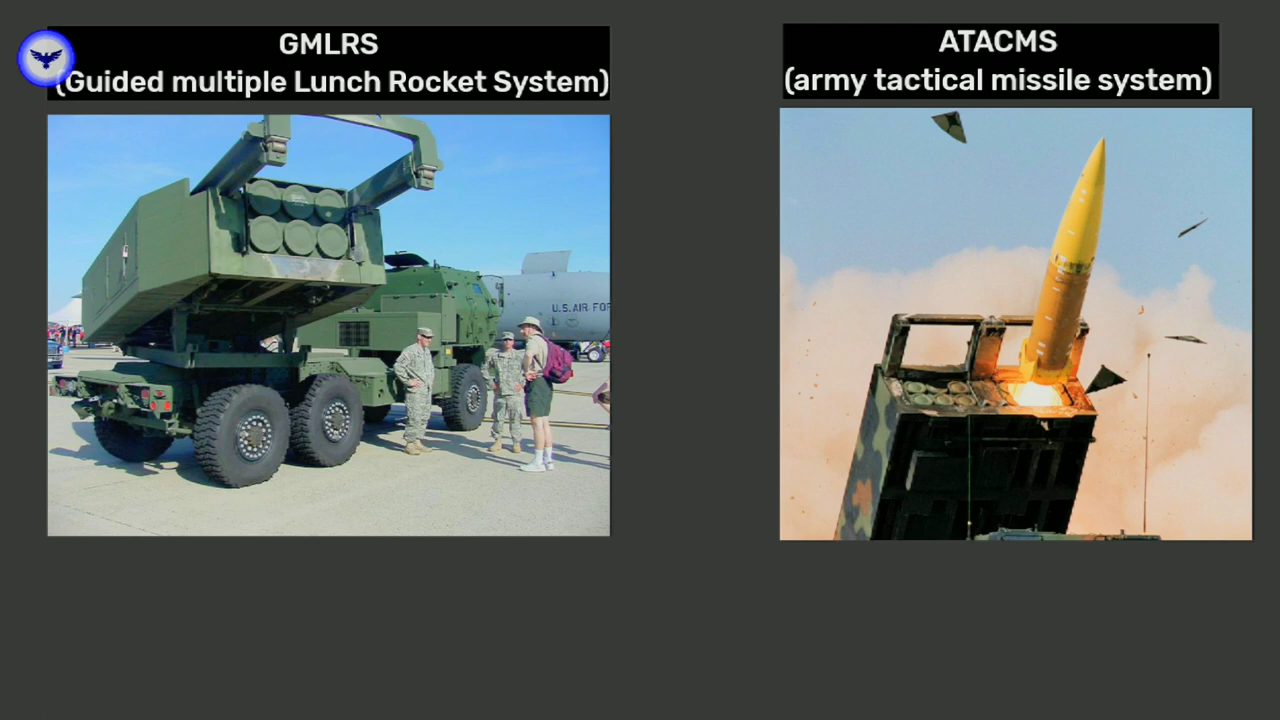 GMLRS
(Guided multiple Lunch Rocket System)
ATACMS
(army tactical missile system)
U.S. AIR FOR